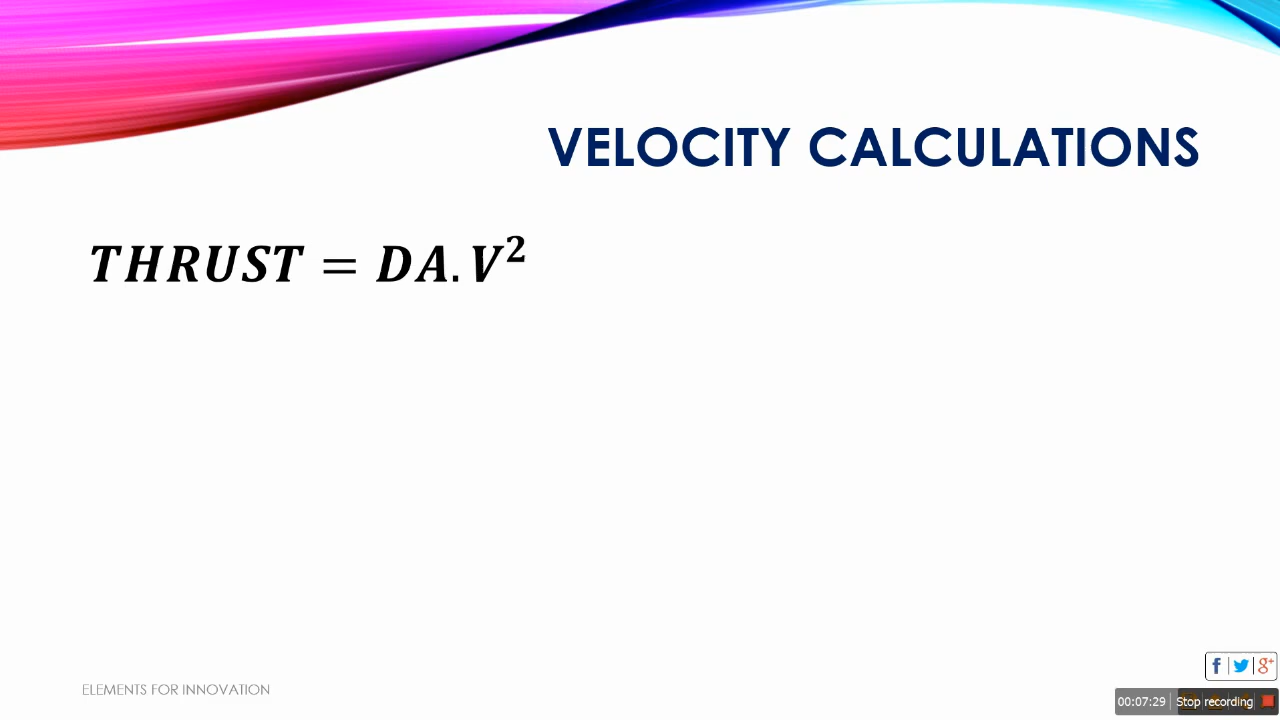 VELOCITY CALCULATIONS
THRUST = DA.V²
ELEMENTS FOR INNOVATION
f t g+
00:07:29 Stop recording